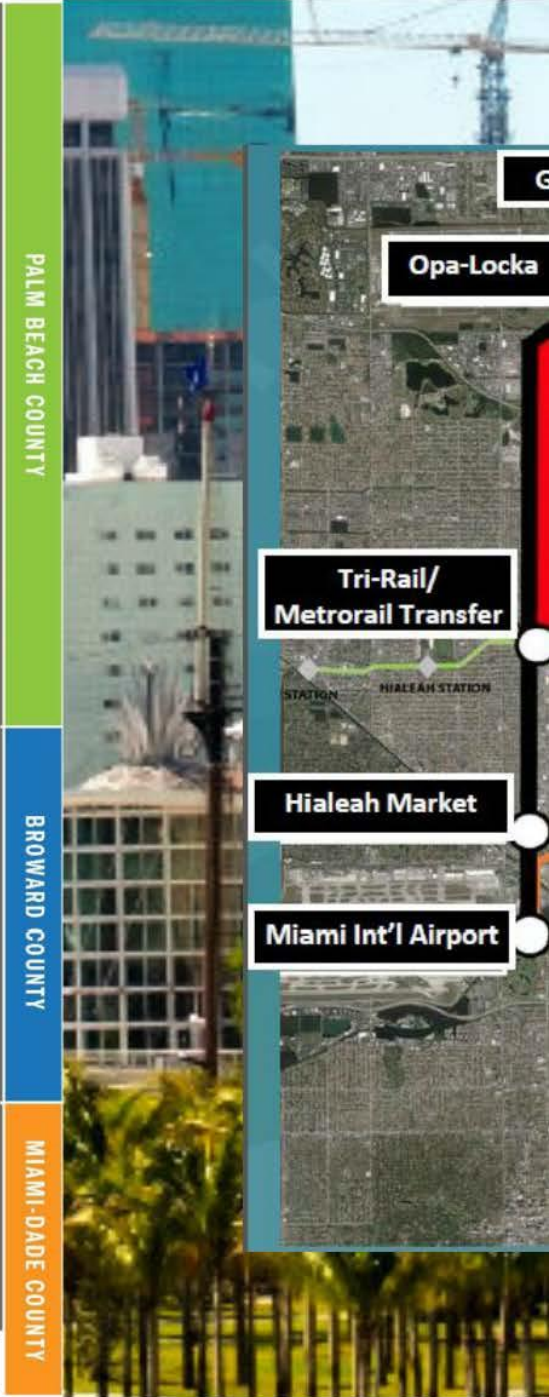 PALM BEACH COUNTY
BROWARD COUNTY
MIAMI-DADE COUNTY
G
Opa-Locka
Tri-Rail/
Metrorail Transfer
STATION
HIALEAH STATION
Hialeah Market
Miami Int'l Airport